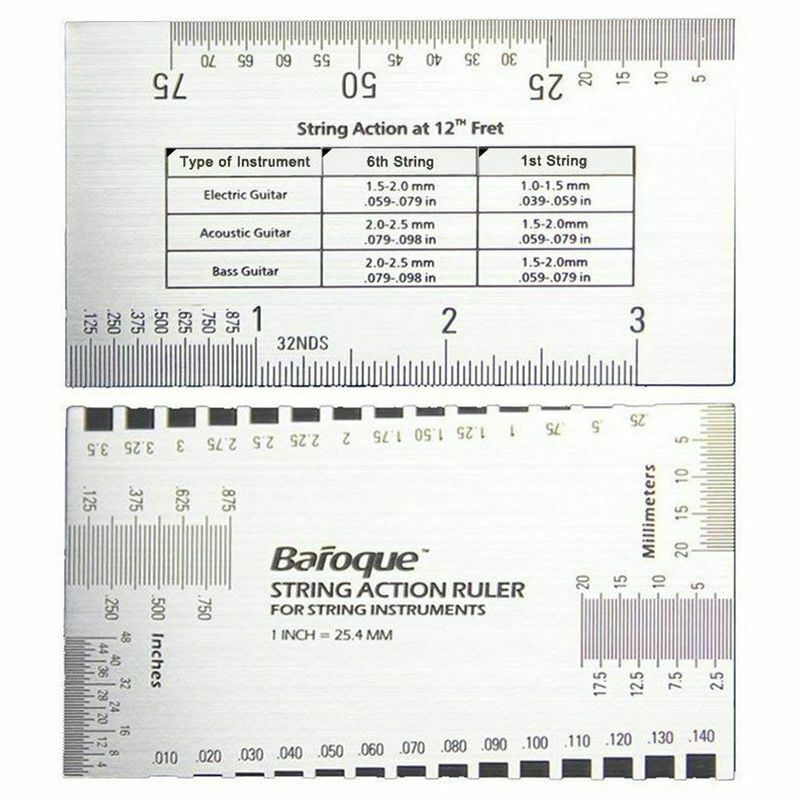 75 70 65 60 55 50 45 40 35 30 25 20 15 10 5
String Action at 12TH Fret
Type of Instrument 6th String 1st String
Electric Guitar 1.5-2.0 mm 1.0-1.5 mm
.059-.079 in .039-.059 in
Acoustic Guitar 2.0-2.5 mm 1.5-2.0mm
.079-.098 in .059-.079 in
Bass Guitar 2.0-2.5 mm 1.5-2.0mm
.079-.098 in .059-.079 in
.125 .250 .375 .500 .625 .750 .875 1 2 3
32NDS
3.5 3.25 3 2.75 2.5 2.25 2 1.75 1.50 1.25 1 .75 .5 .25
5 10 15 20
Millimeters
.125 .375 .625 .875
.250 .500 .750
Baroque™
STRING ACTION RULER
FOR STRING INSTRUMENTS
1 INCH = 25.4 MM
20 15 10 5
17.5 12.5 7.5 2.5
Inches
48 44 40 36 32 28 24 20 16 12 8 4
.010 .020 .030 .040 .050 .060 .070 .080 .090 .100 .110 .120 .130 .140